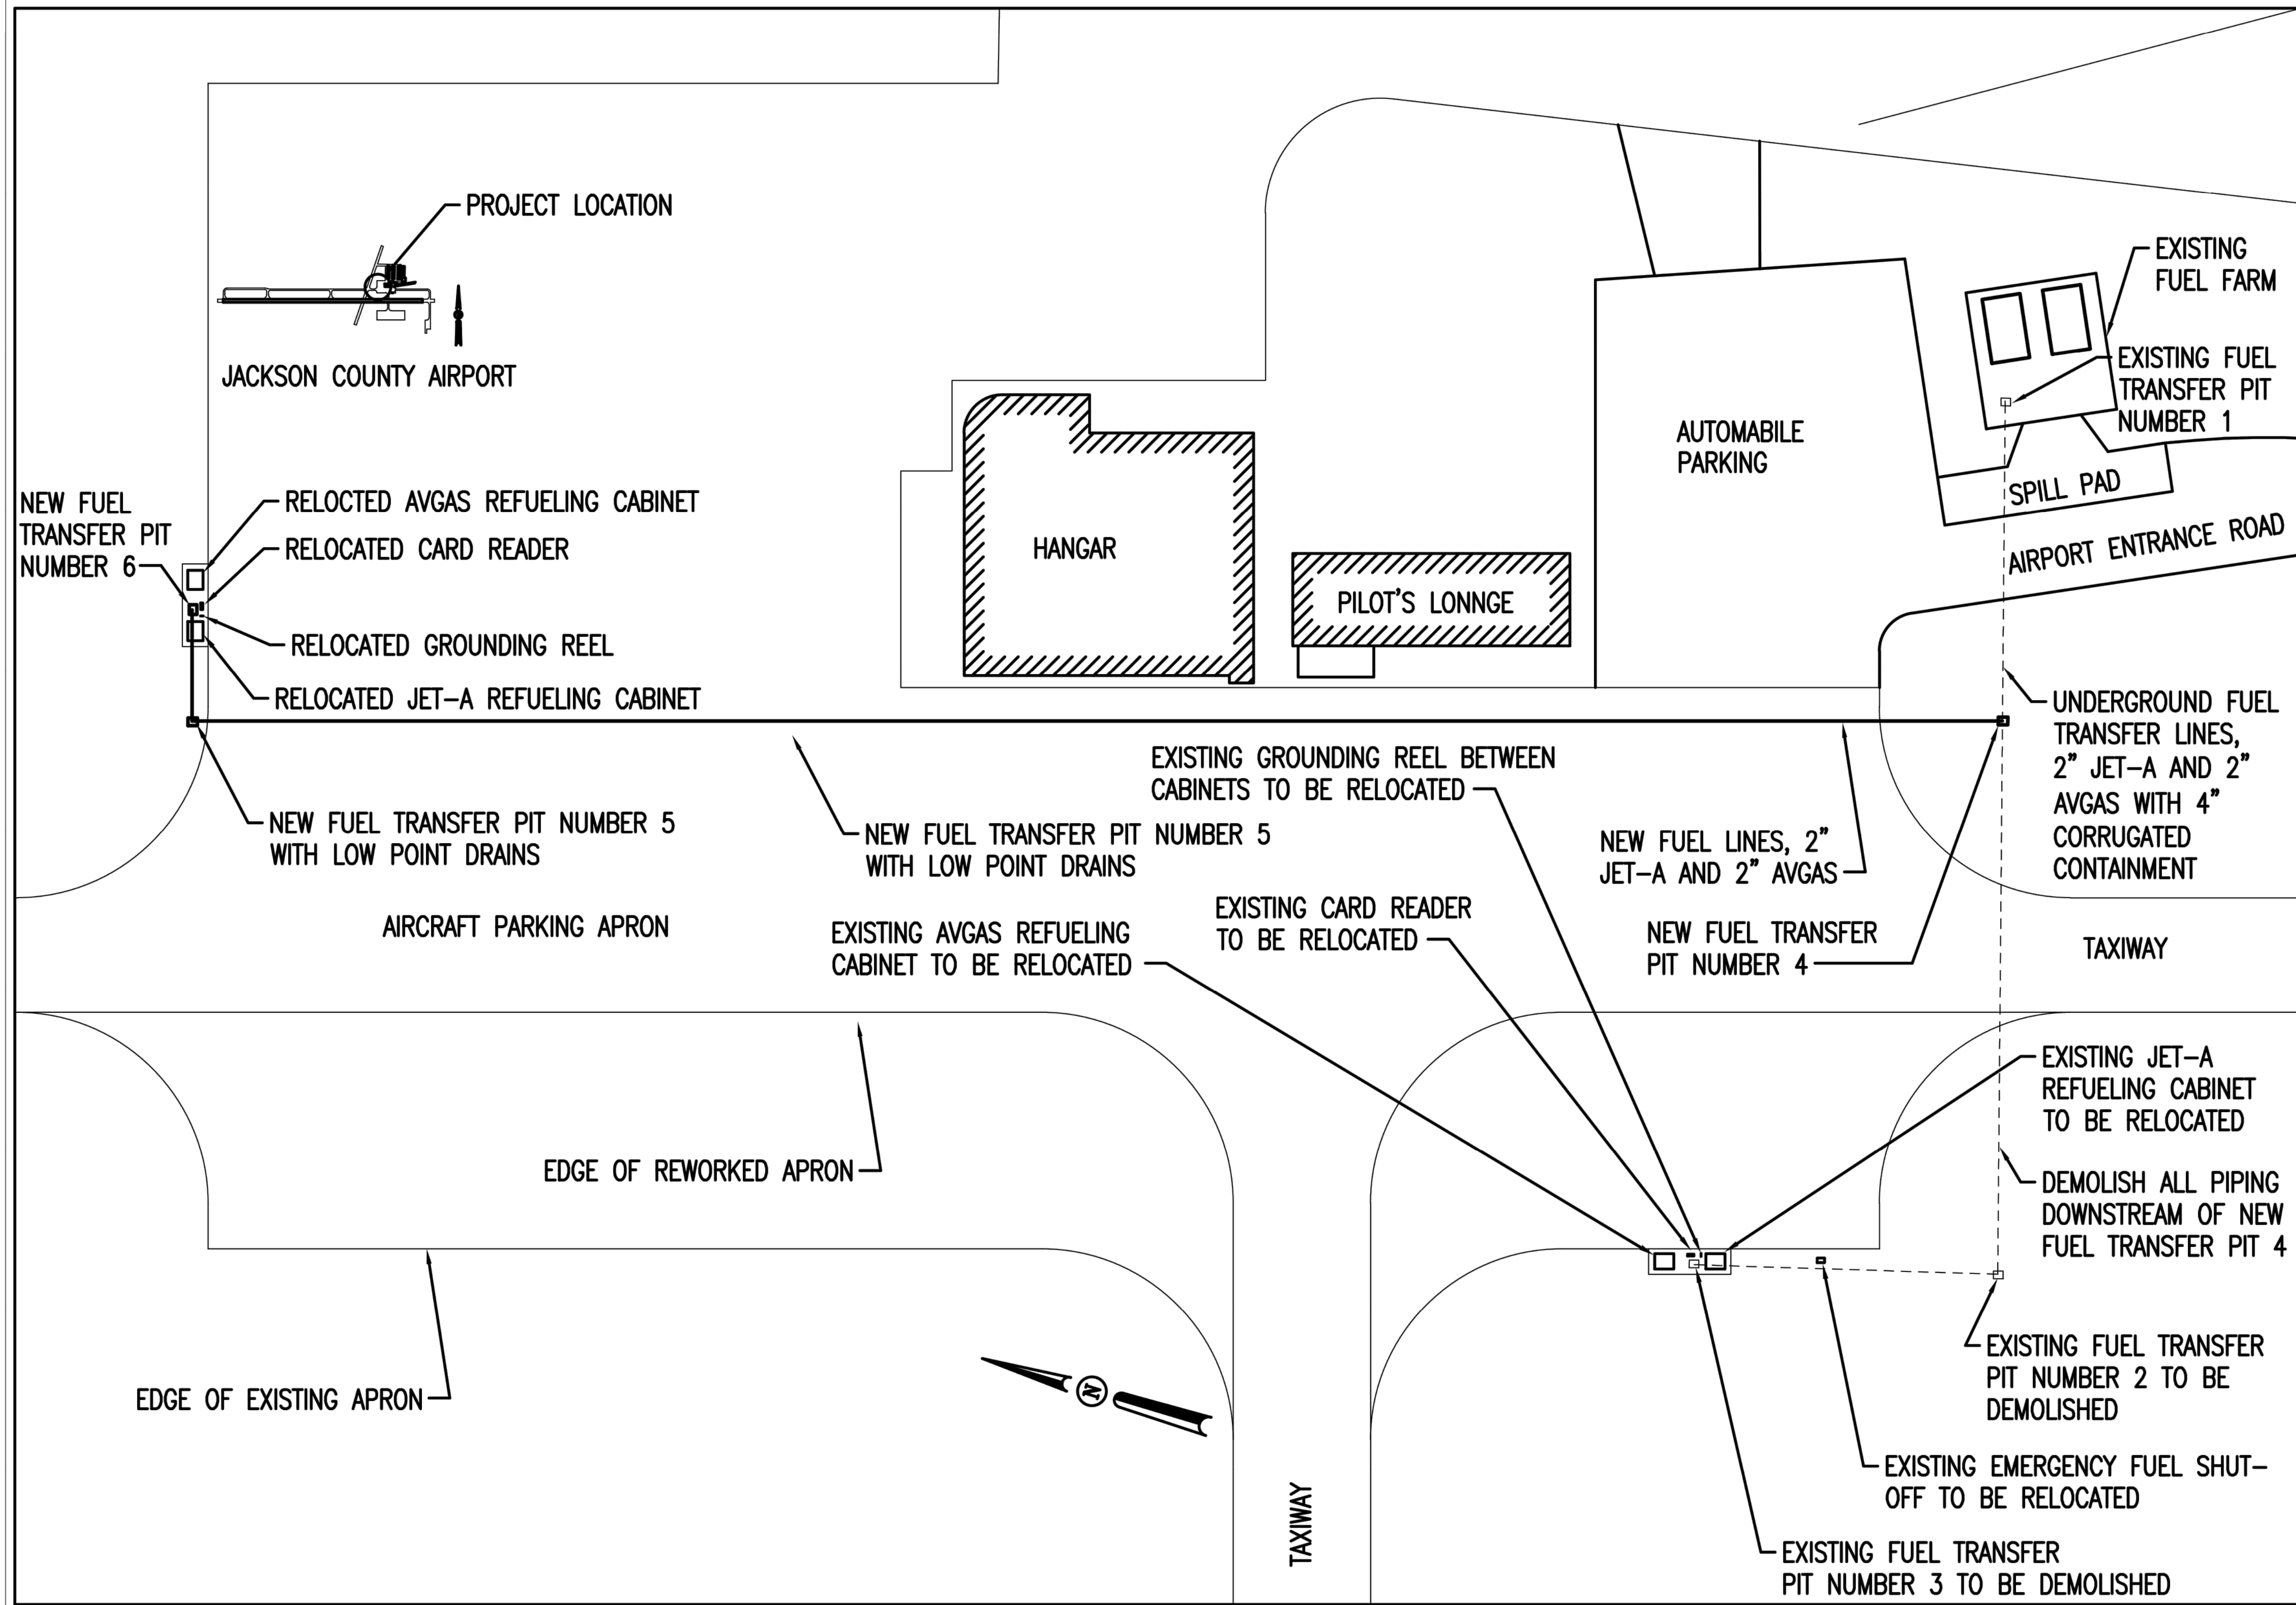 PROJECT LOCATION
JACKSON COUNTY AIRPORT
EXISTING
FUEL FARM
EXISTING FUEL
TRANSFER PIT
NUMBER 1
AUTOMABILE
PARKING
SPILL PAD
AIRPORT ENTRANCE ROAD
NEW FUEL
TRANSFER PIT
NUMBER 6
RELOCTED AVGAS REFUELING CABINET
RELOCATED CARD READER
RELOCATED GROUNDING REEL
RELOCATED JET-A REFUELING CABINET
HANGAR
PILOT'S LONNGE
UNDERGROUND FUEL
TRANSFER LINES,
2" JET-A AND 2"
AVGAS WITH 4"
CORRUGATED
CONTAINMENT
EXISTING GROUNDING REEL BETWEEN
CABINETS TO BE RELOCATED
NEW FUEL TRANSFER PIT NUMBER 5
WITH LOW POINT DRAINS
NEW FUEL TRANSFER PIT NUMBER 5
WITH LOW POINT DRAINS
NEW FUEL LINES, 2"
JET-A AND 2" AVGAS
AIRCRAFT PARKING APRON
EXISTING AVGAS REFUELING
CABINET TO BE RELOCATED
EXISTING CARD READER
TO BE RELOCATED
NEW FUEL TRANSFER
PIT NUMBER 4
TAXIWAY
EXISTING JET-A
REFUELING CABINET
TO BE RELOCATED
EDGE OF REWORKED APRON
DEMOLISH ALL PIPING
DOWNSTREAM OF NEW
FUEL TRANSFER PIT 4
EDGE OF EXISTING APRON
N
EXISTING FUEL TRANSFER
PIT NUMBER 2 TO BE
DEMOLISHED
EXISTING EMERGENCY FUEL SHUT-
OFF TO BE RELOCATED
TAXIWAY
EXISTING FUEL TRANSFER
PIT NUMBER 3 TO BE DEMOLISHED